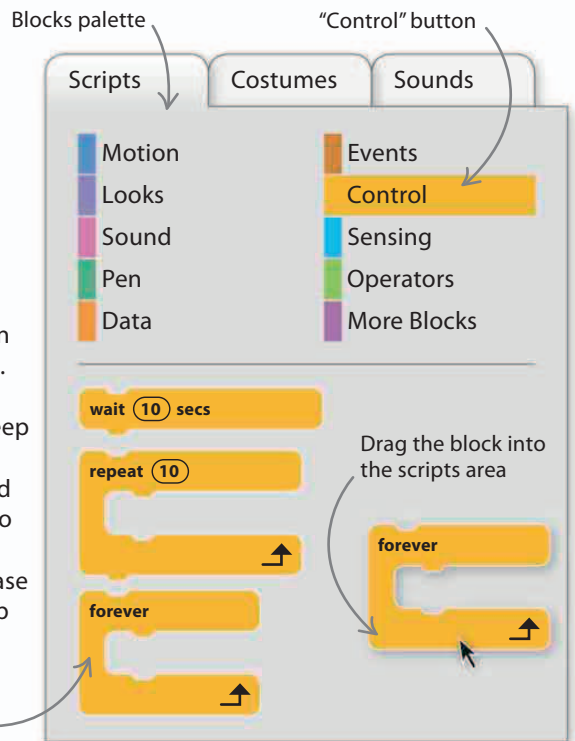 Blocks palette
“Control” button
Scripts
Costumes
Sounds
Motion
Looks
Sound
Pen
Data
Events
Control
Sensing
Operators
More Blocks
wait 10 secs
repeat 10
forever
Drag the block into
the scripts area
forever